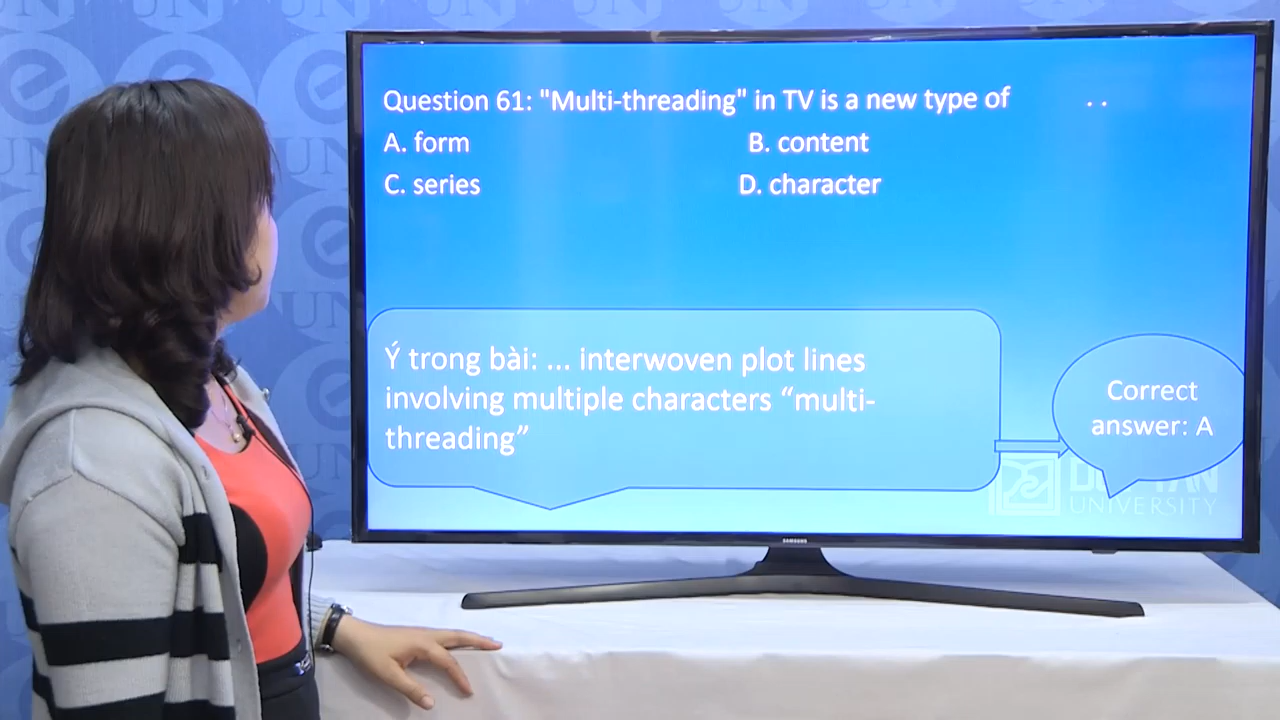 Question 61: "Multi-threading" in TV is a new type of . .
A. form B. content
C. series D. character
Ý trong bài: ... interwoven plot lines
involving multiple characters “multi-
threading”
Correct
answer: A
UNIVERSITY
SAMSUNG